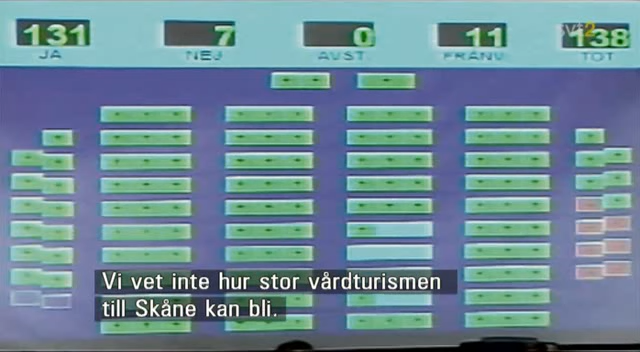 131 7 0 11 138
JA NEJ AVST. FRÅNV. TOT
svt2
Vi vet inte hur stor vårdturismen
till Skåne kan bli.